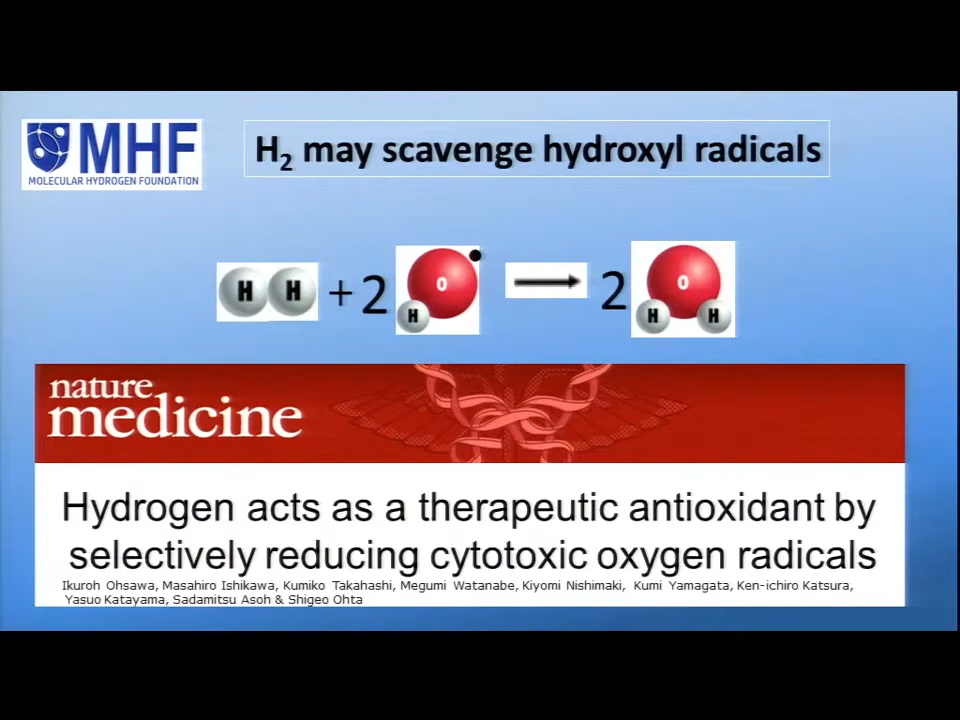 MHF
MOLECULAR HYDROGEN FOUNDATION
H₂ may scavenge hydroxyl radicals
H H + 2 O H • → 2 O H H
nature
medicine
Hydrogen acts as a therapeutic antioxidant by
selectively reducing cytotoxic oxygen radicals
Ikuroh Ohsawa, Masahiro Ishikawa, Kumiko Takahashi, Megumi Watanabe, Kiyomi Nishimaki, Kumi Yamagata, Ken-ichiro Katsura,
Yasuo Katayama, Sadamitsu Asoh & Shigeo Ohta